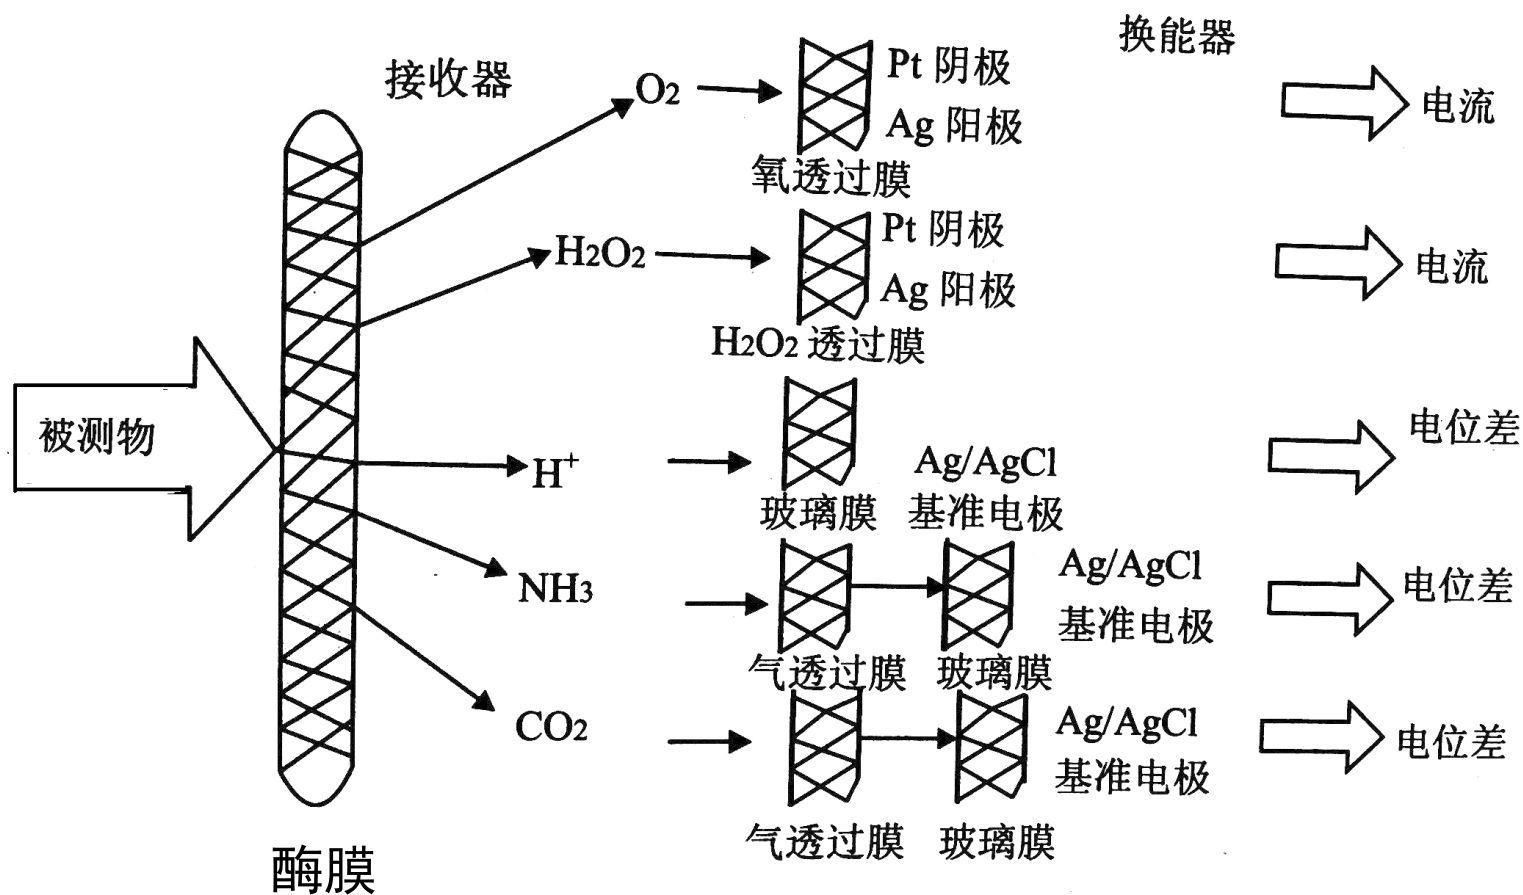 换能器
接收器
O2
Pt 阴极
Ag 阳极
电流
氧透过膜
H2O2
Pt 阴极
Ag 阳极
电流
H2O2 透过膜
被测物
H+
玻璃膜
Ag/AgCl
基准电极
电位差
NH3
气透过膜
玻璃膜
Ag/AgCl
基准电极
电位差
CO2
气透过膜
玻璃膜
Ag/AgCl
基准电极
电位差
酶膜